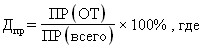 Дпр = ПР(ОТ) / ПР(всего) × 100% , где